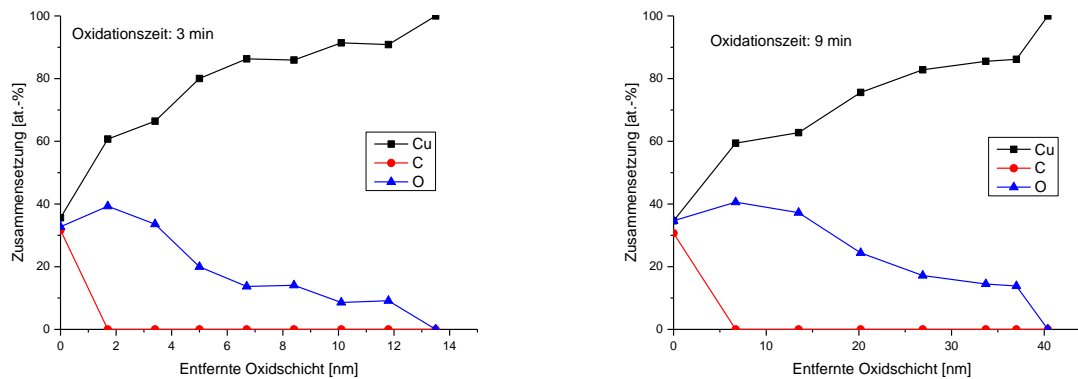 Oxidationszeit: 3 min
Zusammensetzung [at.-%]
100
80
60
40
20
0
Cu
C
O
0 2 4 6 8 10 12 14
Entfernte Oxidschicht [nm]
Oxidationszeit: 9 min
Zusammensetzung [at.-%]
100
80
60
40
20
0
Cu
C
O
0 10 20 30 40
Entfernte Oxidschicht [nm]